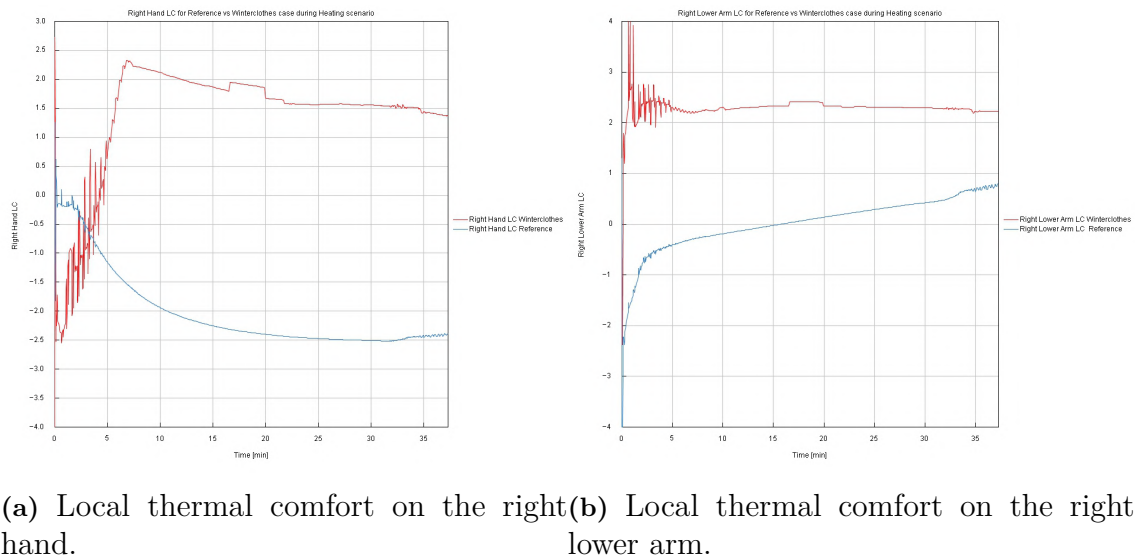 Right Hand LC for Reference vs Winterclothes case during Heating scenario
3.0
2.5
2.0
1.5
1.0
0.5
0.0
−0.5
−1.0
−1.5
−2.0
−2.5
−3.0
−3.5
−4.0
Right Hand LC
0 5 10 15 20 25 30 35
Time [min]
Right Hand LC Winterclothes
Right Hand LC Reference
Right Lower Arm LC for Reference vs Winterclothes case during Heating scenario
4
3
2
1
0
−1
−2
−3
−4
Right Lower Arm LC
0 5 10 15 20 25 30 35
Time [min]
Right Lower Arm LC Winterclothes
Right Lower Arm LC Reference
(a) Local thermal comfort on the right
hand.
(b) Local thermal comfort on the right
lower arm.